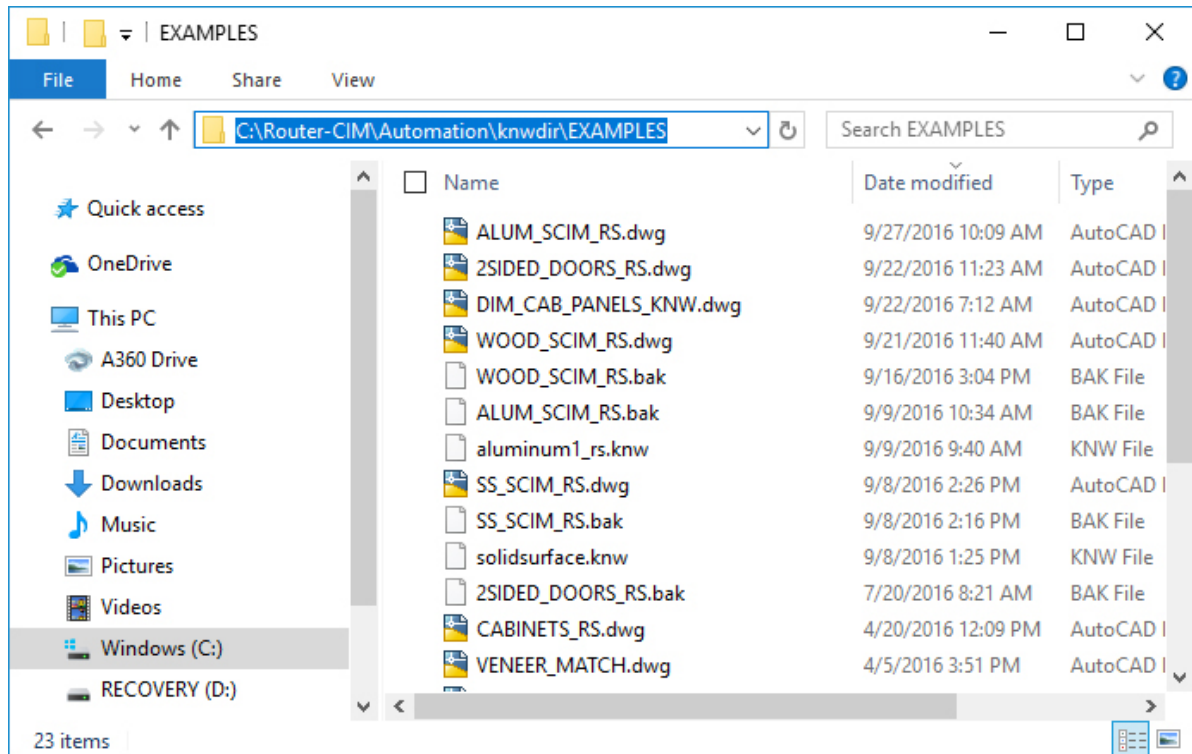 EXAMPLES
File Home Share View
C:\Router-CIM\Automation\knwdir\EXAMPLES Search EXAMPLES
Quick access
OneDrive
This PC
A360 Drive
Desktop
Documents
Downloads
Music
Pictures
Videos
Windows (C:)
RECOVERY (D:)
Name Date modified Type
ALUM_SCIM_RS.dwg 9/27/2016 10:09 AM AutoCAD
2SIDED_DOORS_RS.dwg 9/22/2016 11:23 AM AutoCAD
DIM_CAB_PANELS_KNW.dwg 9/22/2016 7:12 AM AutoCAD
WOOD_SCIM_RS.dwg 9/21/2016 11:40 AM AutoCAD
WOOD_SCIM_RS.bak 9/16/2016 3:04 PM BAK File
ALUM_SCIM_RS.bak 9/9/2016 10:34 AM BAK File
aluminum1_rs.knw 9/9/2016 9:40 AM KNW File
SS_SCIM_RS.dwg 9/8/2016 2:26 PM AutoCAD
SS_SCIM_RS.bak 9/8/2016 2:16 PM BAK File
solidsurface.knw 9/8/2016 1:25 PM KNW File
2SIDED_DOORS_RS.bak 7/20/2016 8:21 AM BAK File
CABINETS_RS.dwg 4/20/2016 12:09 PM AutoCAD
VENEER_MATCH.dwg 4/5/2016 3:51 PM AutoCAD
23 items